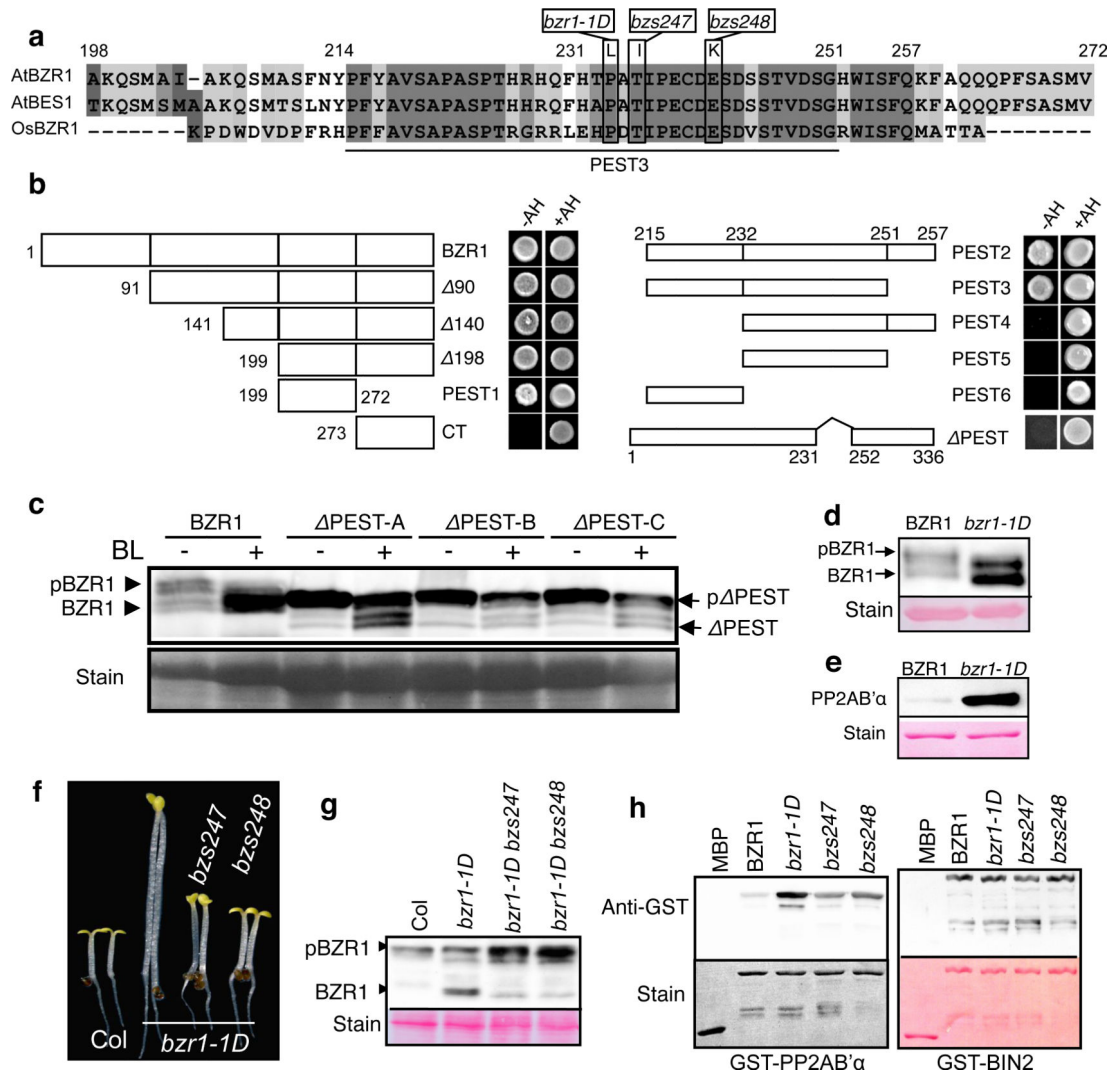 a
bzr1-1D bzs247 bzs248
198 214 231 251 257 272
L I K
AtBZR1 AKQSMAI-AKQSMASFNYPFYAVSAPASPTHRHQFHTPATIPECDESDSSTVDSGHWISFQKFAQQQPFSASMV
AtBES1 TKQSMSMAAKQSMTSLNYPFYAVSAPASPTHRHQFHAPATIPECDESDSSTVDSGHWISFQKFAQQQPFSASMV
OsBZR1 -------KPDWDVDPFRHPFFAVSAPASPTRGRRLEHPDTIPECDESDVSTVDSGRWISFQMATTA--------
PEST3
b
-AH +AH
1 BZR1
91 Δ90
141 Δ140
199 Δ198
199 272 PEST1
273 CT
-AH +AH
215 232 251 257
PEST2
PEST3
PEST4
PEST5
PEST6
ΔPEST
1 231 252 336
c
BZR1 ΔPEST-A ΔPEST-B ΔPEST-C
BL - + - + - + - +
pBZR1
BZR1
pΔPEST
ΔPEST
Stain
d
BZR1 bzr1-1D
pBZR1
BZR1
Stain
e
BZR1 bzr1-1D
PP2AB'α
Stain
f
bzs247 bzs248
Col bzr1-1D
g
Col bzr1-1D bzr1-1D bzs247 bzr1-1D bzs248
pBZR1
BZR1
Stain
h
MBP BZR1 bzr1-1D bzs247 bzs248
MBP BZR1 bzr1-1D bzs247 bzs248
Anti-GST
Stain
GST-PP2AB'α GST-BIN2